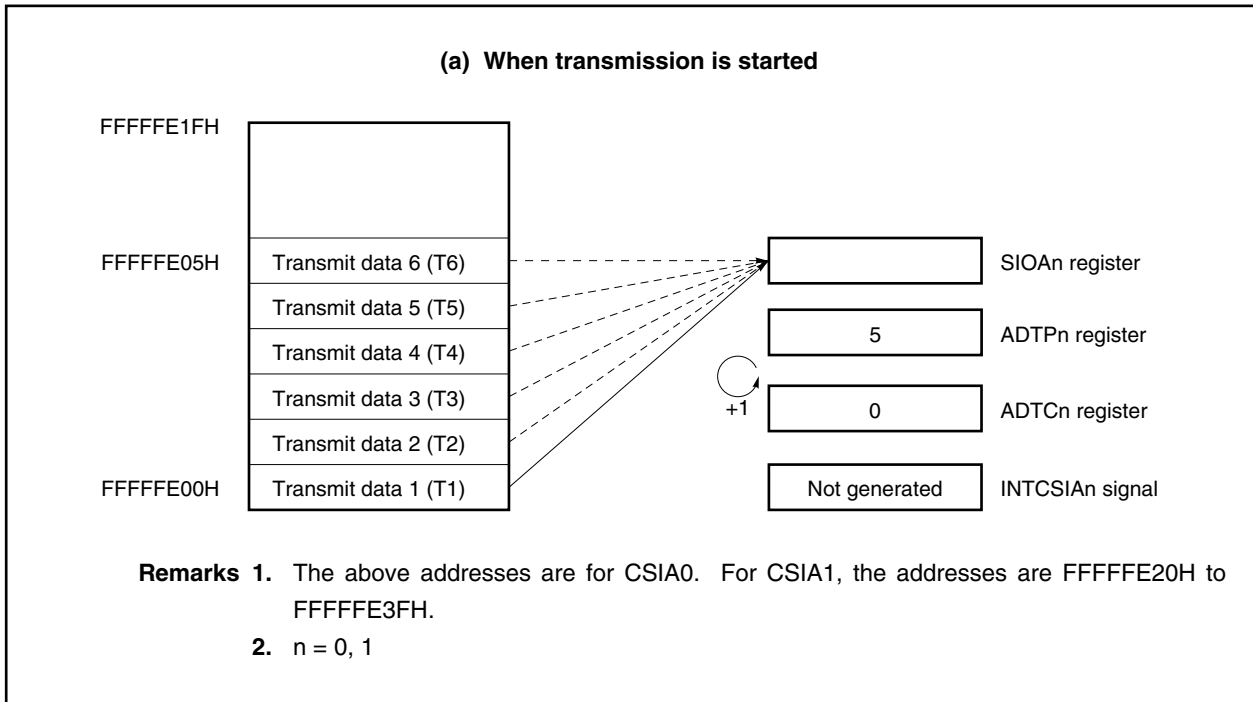 (a) When transmission is started
FFFFFE1FH
FFFFFE05H
Transmit data 6 (T6)
SIOAn register
Transmit data 5 (T5)
5
ADTPn register
Transmit data 4 (T4)
Transmit data 3 (T3)
+1
0
ADTCn register
Transmit data 2 (T2)
FFFFFE00H
Transmit data 1 (T1)
Not generated
INTCSIAn signal
Remarks 1. The above addresses are for CSIA0. For CSIA1, the addresses are FFFFFE20H to
FFFFFE3FH.
2. n = 0, 1